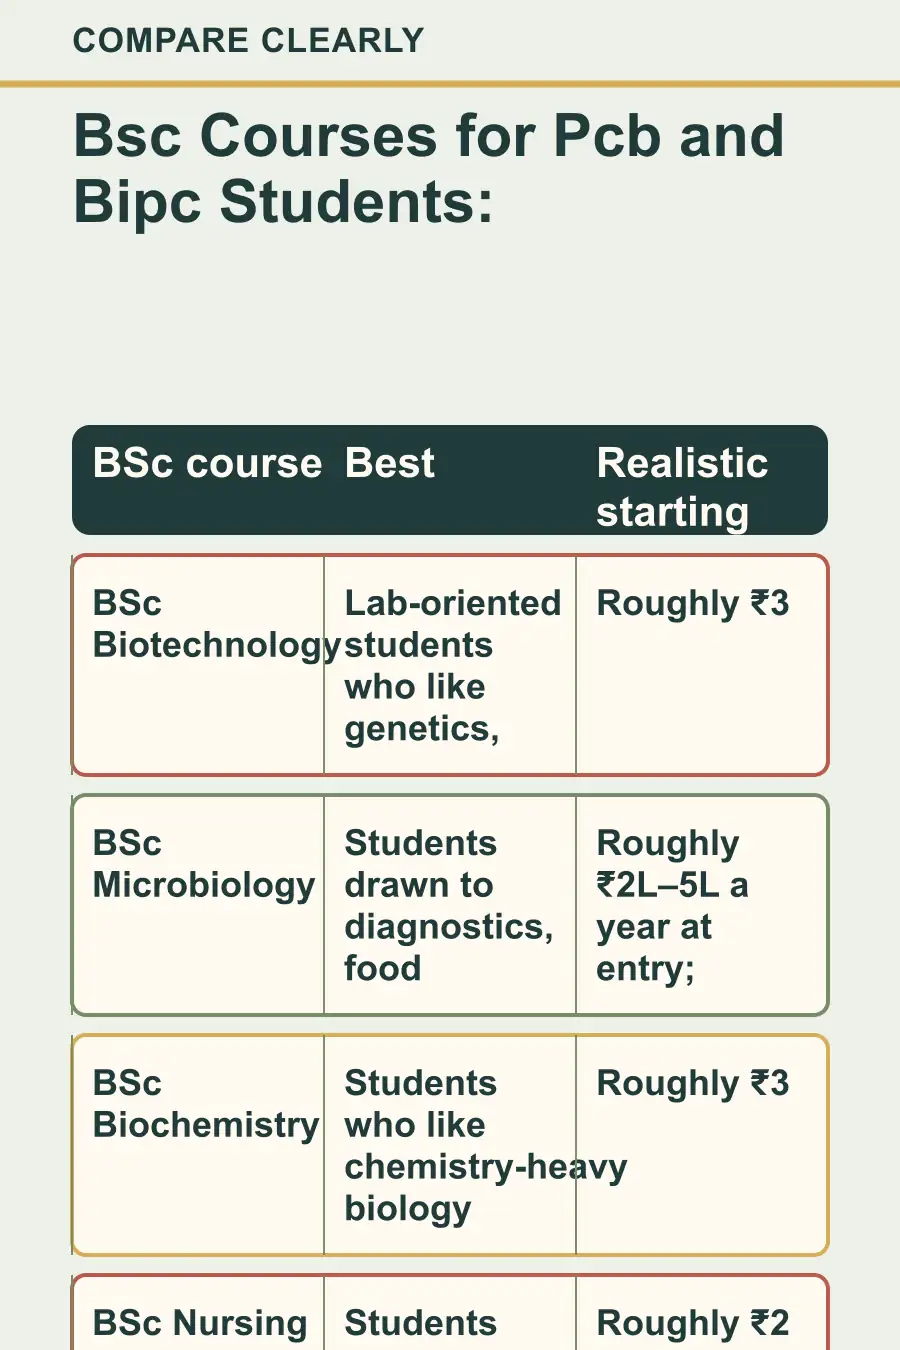 COMPARE CLEARLY
Bsc Courses for Pcb and
Bipc Students:
BSc course
Best
Realistic
starting
BSc
Biotechnology
Lab-oriented
students
who like
genetics,
Roughly ₹3
BSc
Microbiology
Students
drawn to
diagnostics,
food
Roughly
₹2L–5L a
year at
entry;
BSc
Biochemistry
Students
who like
chemistry-heavy
biology
Roughly ₹3
BSc Nursing
Students
Roughly ₹2